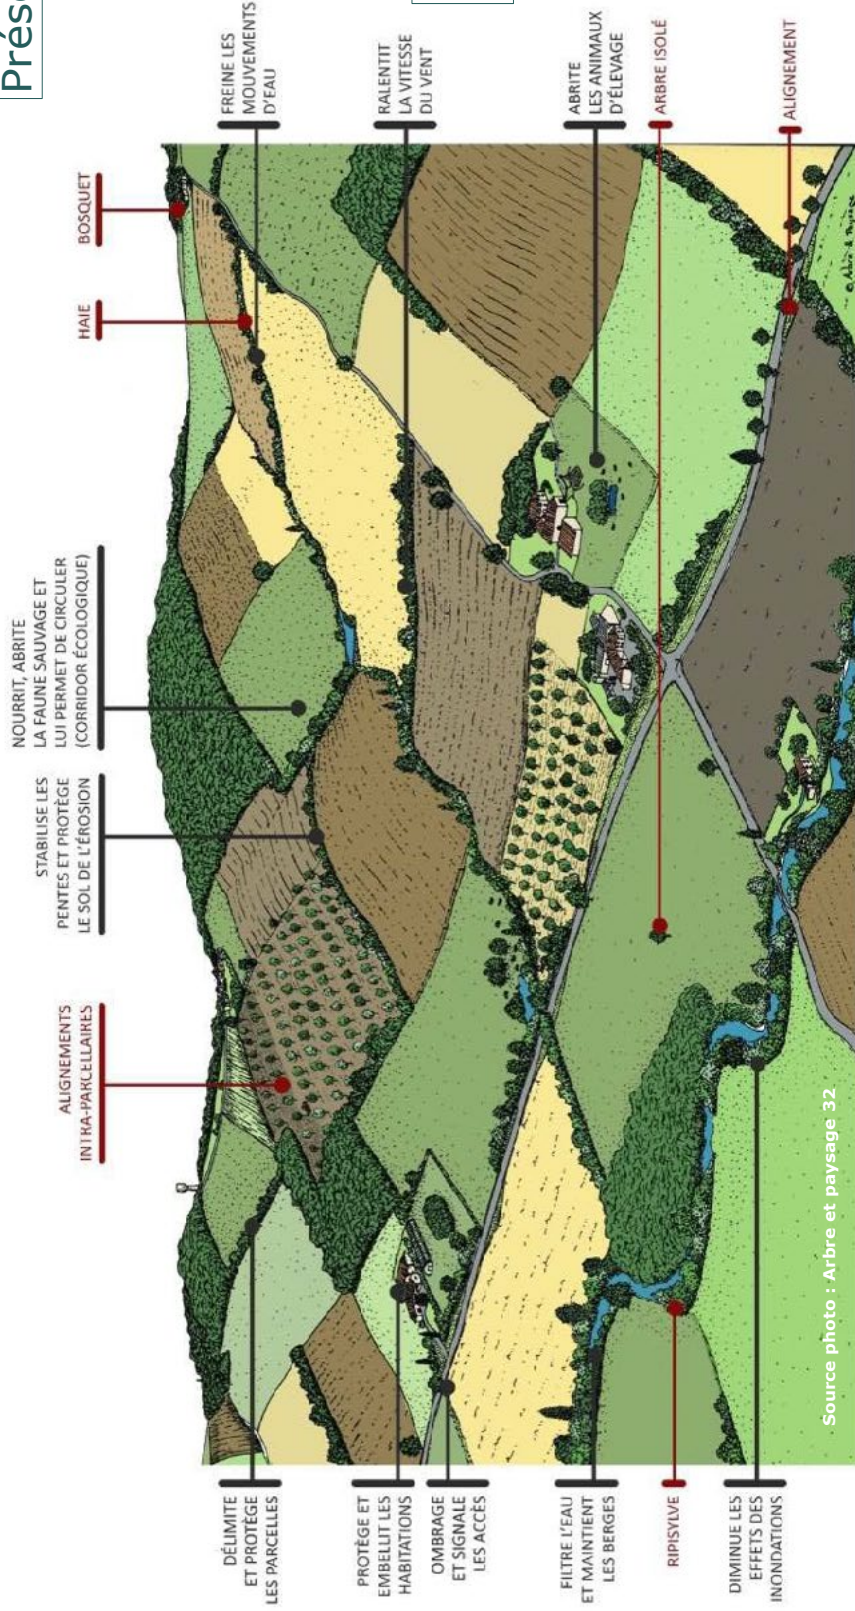 Prése
NOURRIT, ABRITE
LA FAUNE SAUVAGE ET
LUI PERMET DE CIRCULER
(CORRIDOR ÉCOLOGIQUE)
STABILISE LES
PENTES ET PROTÈGE
LE SOL DE L'ÉROSION
ALIGNEMENTS
INTRA-PARCELLAIRES
HAIE
BOSQUET
DÉLIMITE
ET PROTÈGE
LES PARCELLES
PROTÈGE ET
EMBELLIT LES
HABITATIONS
OMBRAGE
ET SIGNALE
LES ACCÈS
FILTRE L'EAU
ET MAINTIENT
LES BERGES
RIPISYLVE
DIMINUE LES
EFFETS DES
INONDATIONS
FREINE LES
MOUVEMENTS
D'EAU
RALENTIT
LA VITESSE
DU VENT
ABRITE
LES ANIMAUX
D'ÉLEVAGE
ARBRE ISOLÉ
ALIGNEMENT
Source photo : Arbre et paysage 32